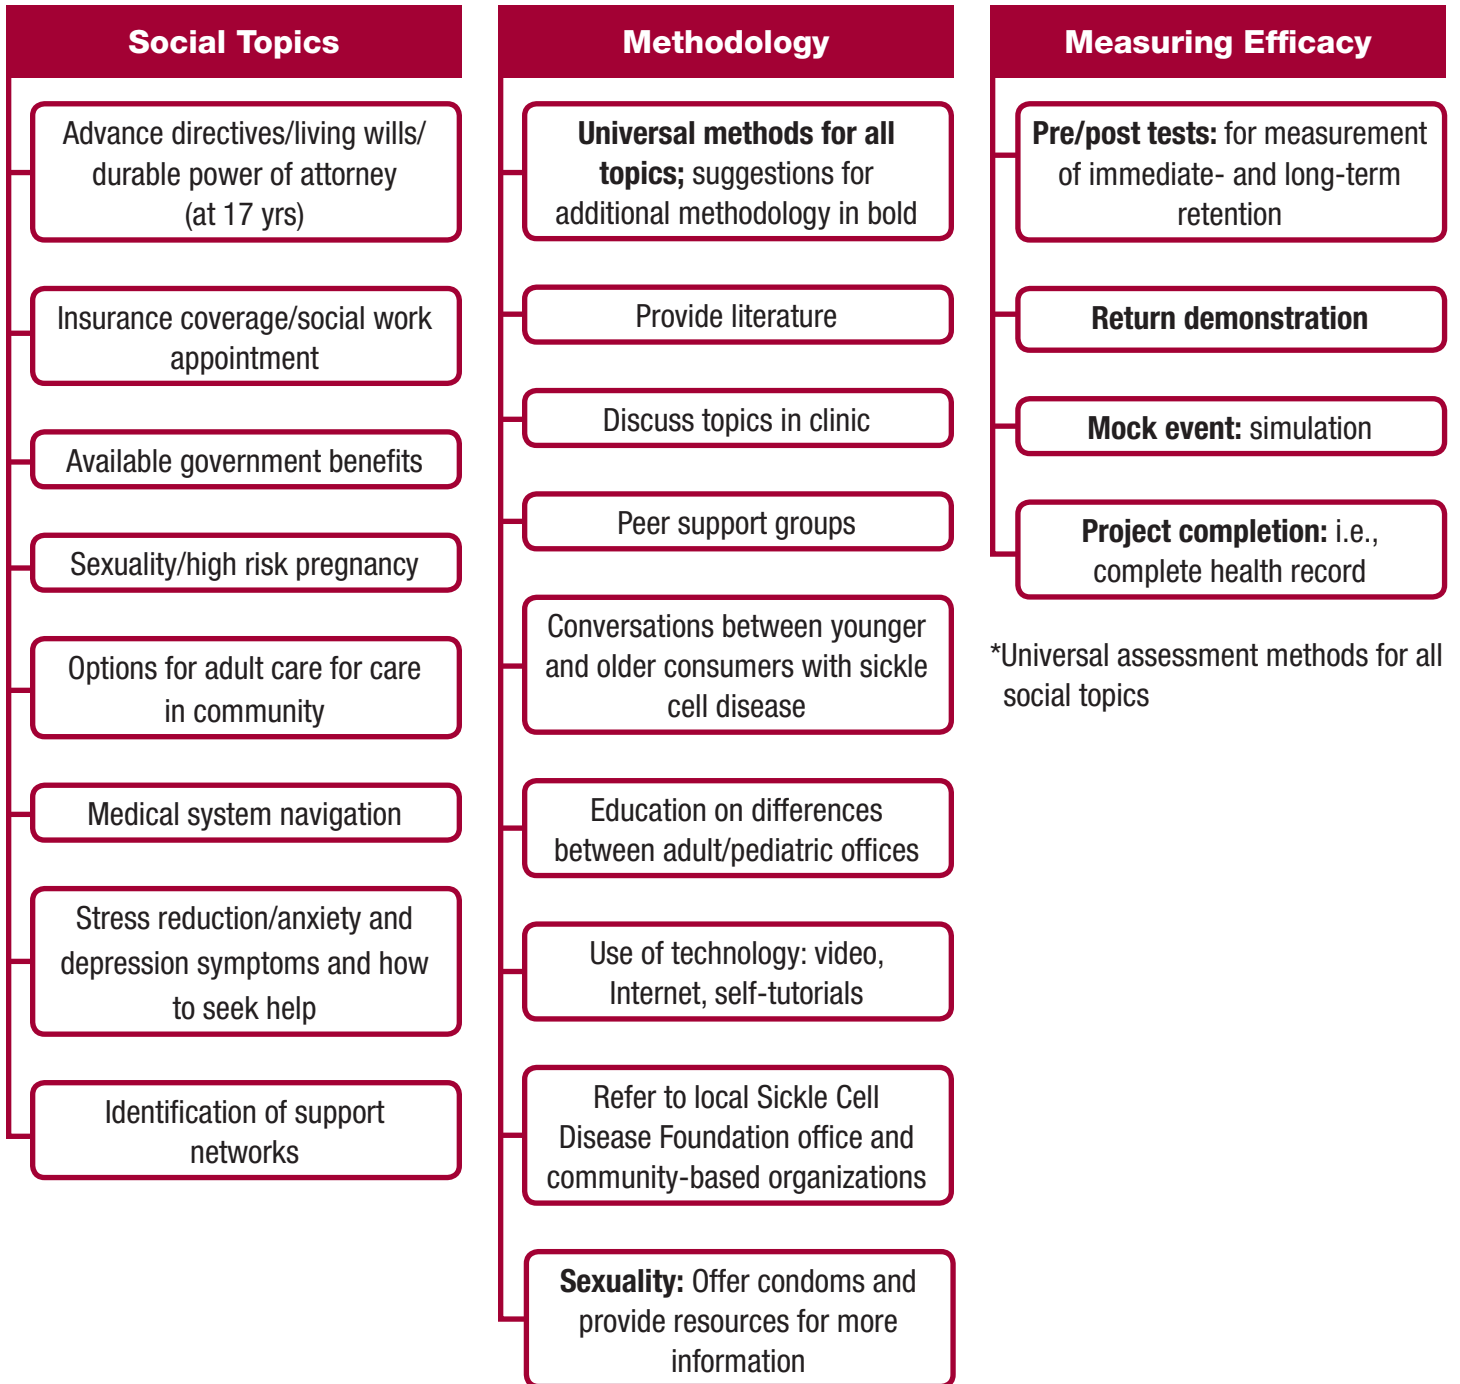 Social Topics
Advance directives/living wills/
durable power of attorney
(at 17 yrs)
Insurance coverage/social work
appointment
Available government benefits
Sexuality/high risk pregnancy
Options for adult care for care
in community
Medical system navigation
Stress reduction/anxiety and
depression symptoms and how
to seek help
Identification of support
networks
Methodology
Universal methods for all
topics; suggestions for
additional methodology in bold
Provide literature
Discuss topics in clinic
Peer support groups
Conversations between younger
and older consumers with sickle
cell disease
Education on differences
between adult/pediatric offices
Use of technology: video,
Internet, self-tutorials
Refer to local Sickle Cell
Disease Foundation office and
community-based organizations
Sexuality: Offer condoms and
provide resources for more
information
Measuring Efficacy
Pre/post tests: for measurement
of immediate- and long-term
retention
Return demonstration
Mock event: simulation
Project completion: i.e.,
complete health record
*Universal assessment methods for all
social topics